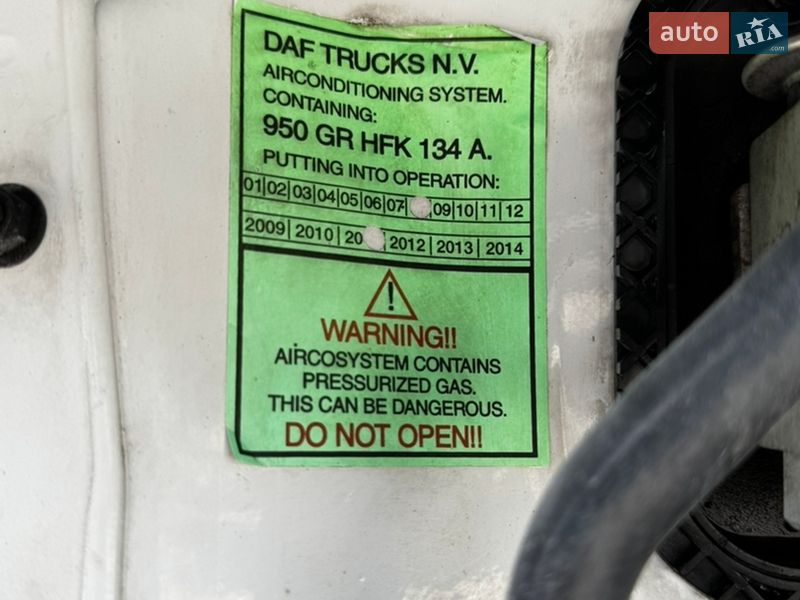 auto RIA .com
DAF TRUCKS N.V.
AIRCONDITIONING SYSTEM.
CONTAINING:
950 GR HFK 134 A.
PUTTING INTO OPERATION:
01|02|03|04|05|06|07 09|10|11|12
2009|2010|20 2012|2013|2014
WARNING!!
AIRCOSYSTEM CONTAINS
PRESSURIZED GAS.
THIS CAN BE DANGEROUS.
DO NOT OPEN!!